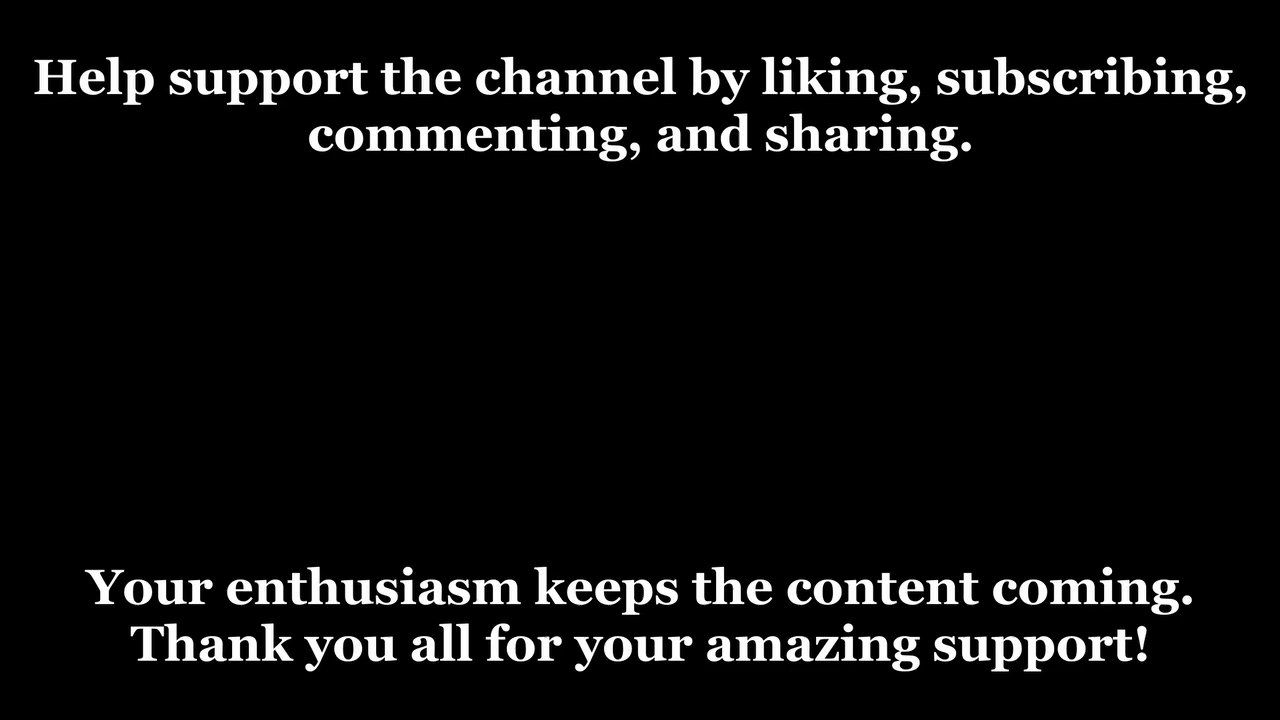 Help support the channel by liking, subscribing,
commenting, and sharing.
Your enthusiasm keeps the content coming.
Thank you all for your amazing support!